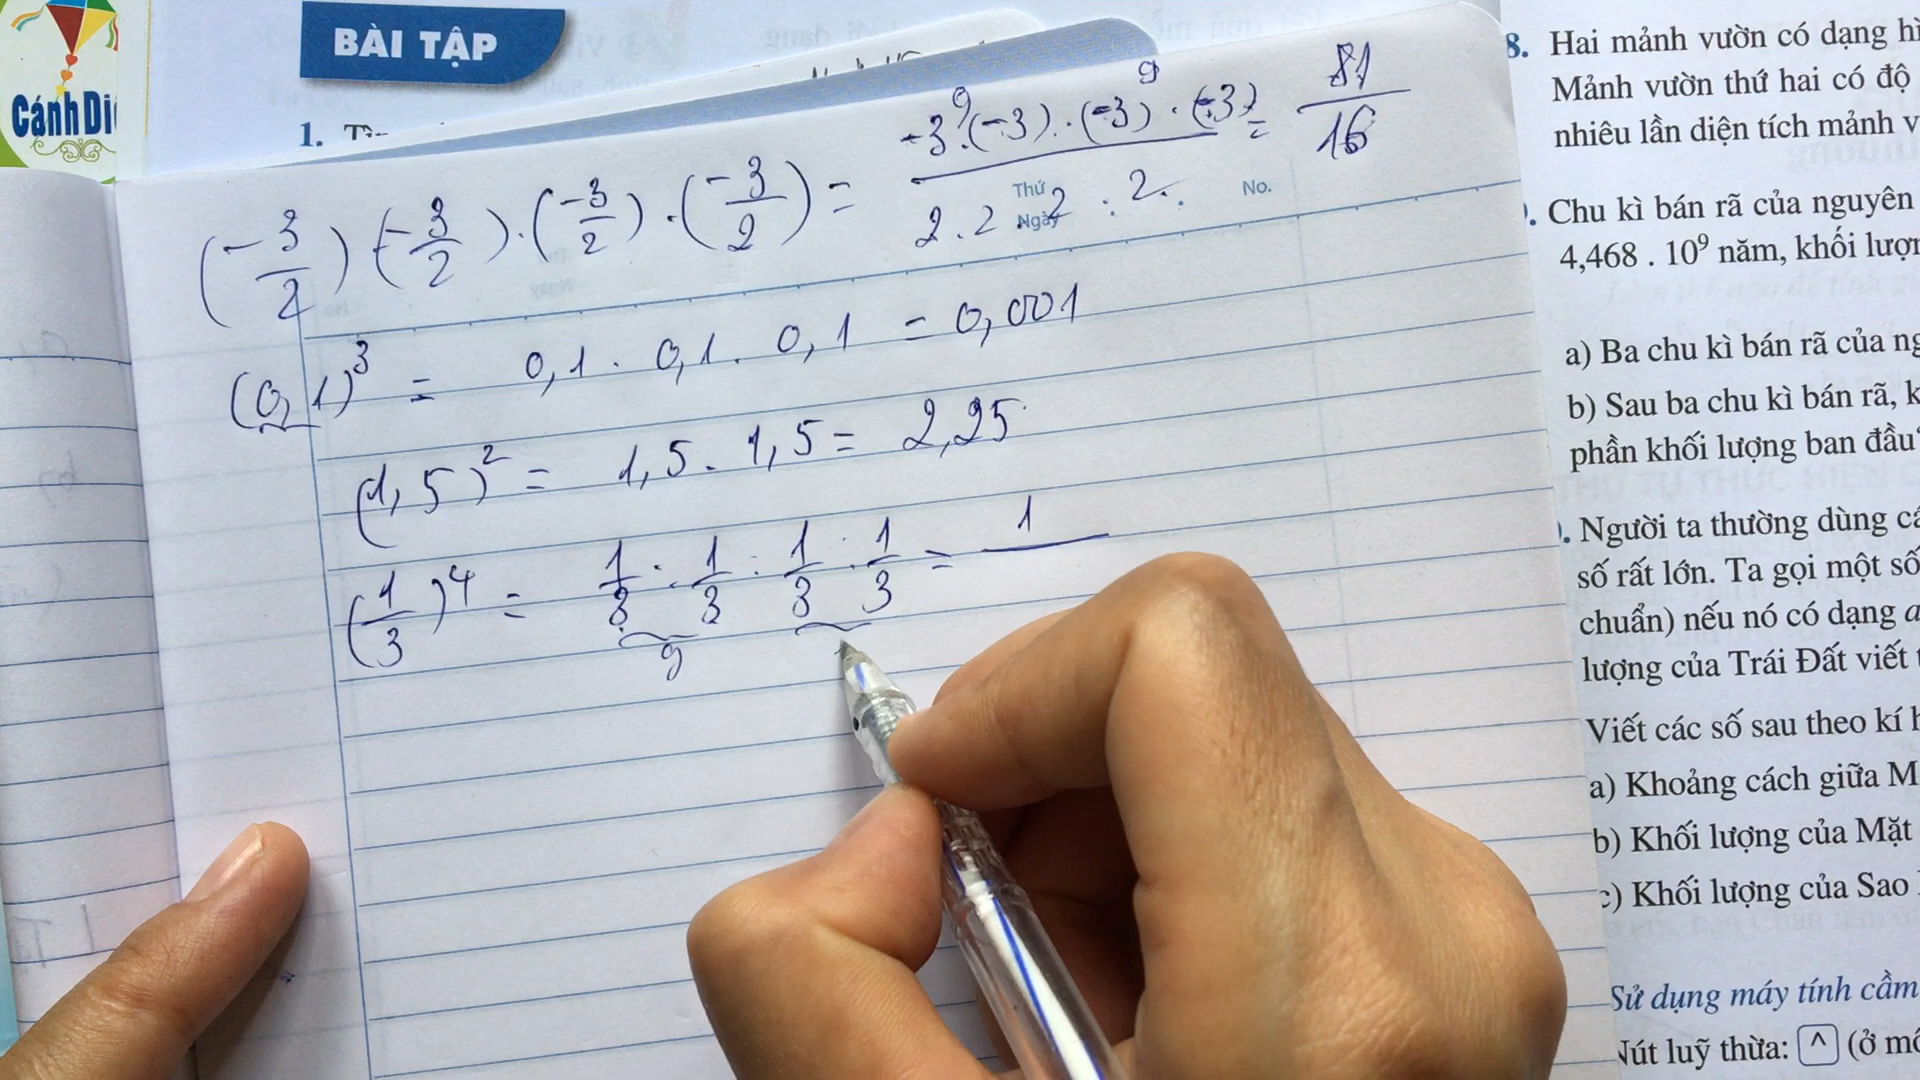 Cánh Di
BÀI TẬP
1.
(-3/2) (-3/2) . (-3/2) . (-3/2) = -3.(-3).(-3).(-3) / 2.2.2.2. = 81/16
9 9
Thứ
Ngày
No.
(0,1)³ = 0,1 . 0,1 . 0,1 = 0,001
(1,5)² = 1,5 . 1,5 = 2,25
(1/3)⁴ = 1/3 . 1/3 . 1/3 . 1/3 = 1
9
8. Hai mảnh vườn có dạng
Mảnh vườn thứ hai có độ
nhiêu lần diện tích mảnh v
. Chu kì bán rã của nguyên
4,468 . 10⁹ năm, khối lượn
a) Ba chu kì bán rã của ng
b) Sau ba chu kì bán rã, k
phần khối lượng ban đầu
. Người ta thường dùng cá
số rất lớn. Ta gọi một số
chuẩn) nếu nó có dạng a
lượng của Trái Đất viết t
Viết các số sau theo kí h
a) Khoảng cách giữa M
b) Khối lượng của Mặt
c) Khối lượng của Sao
Sử dụng máy tính cầm
Nút luỹ thừa: ^ (ở mó